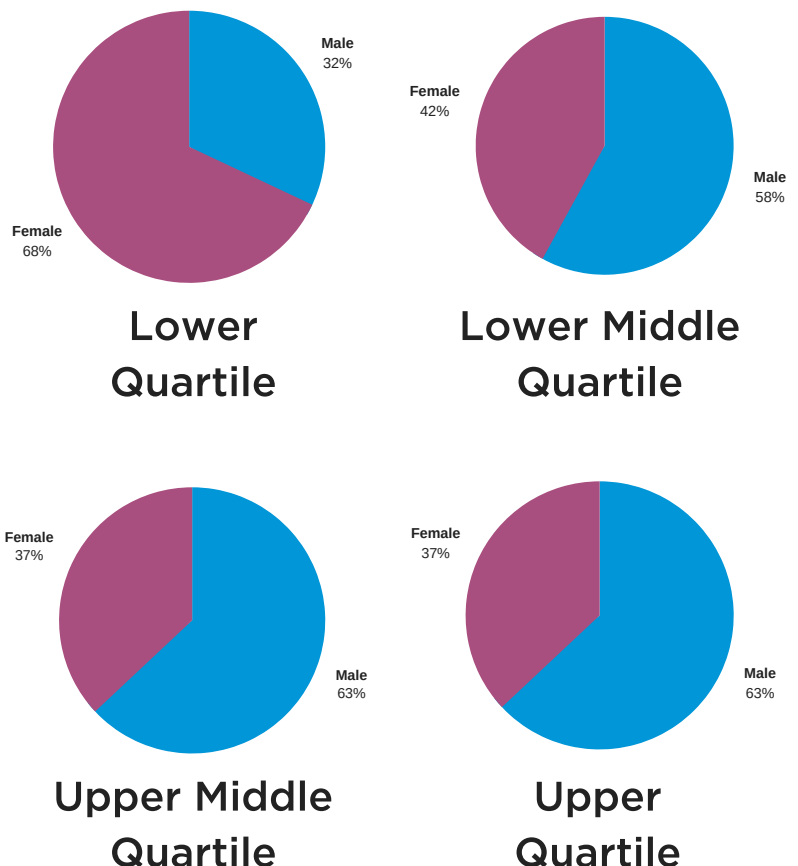 Male
32%
Female
68%
Lower
Quartile
Female
42%
Male
58%
Lower Middle
Quartile
Female
37%
Male
63%
Upper Middle
Quartile
Female
37%
Male
63%
Upper
Quartile